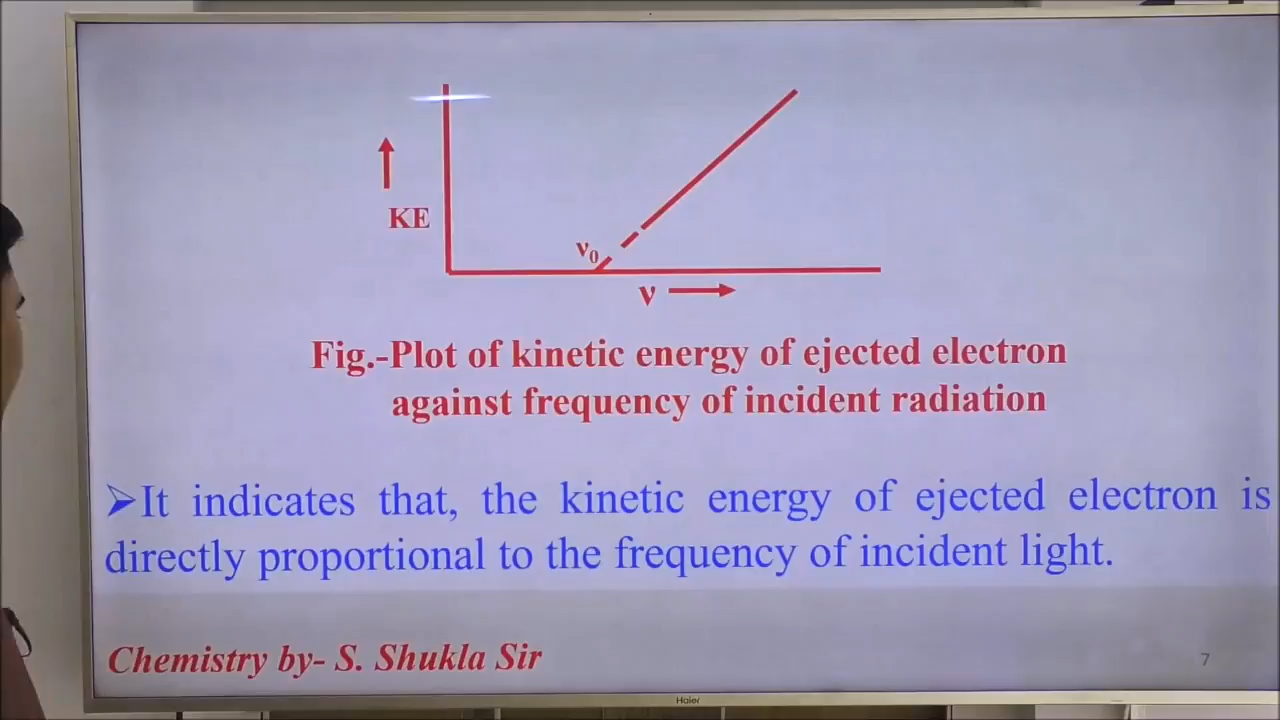 KE
ν₀
ν
Fig.-Plot of kinetic energy of ejected electron
against frequency of incident radiation
➢It indicates that, the kinetic energy of ejected electron is
directly proportional to the frequency of incident light.
Chemistry by- S. Shukla Sir
7
Haier